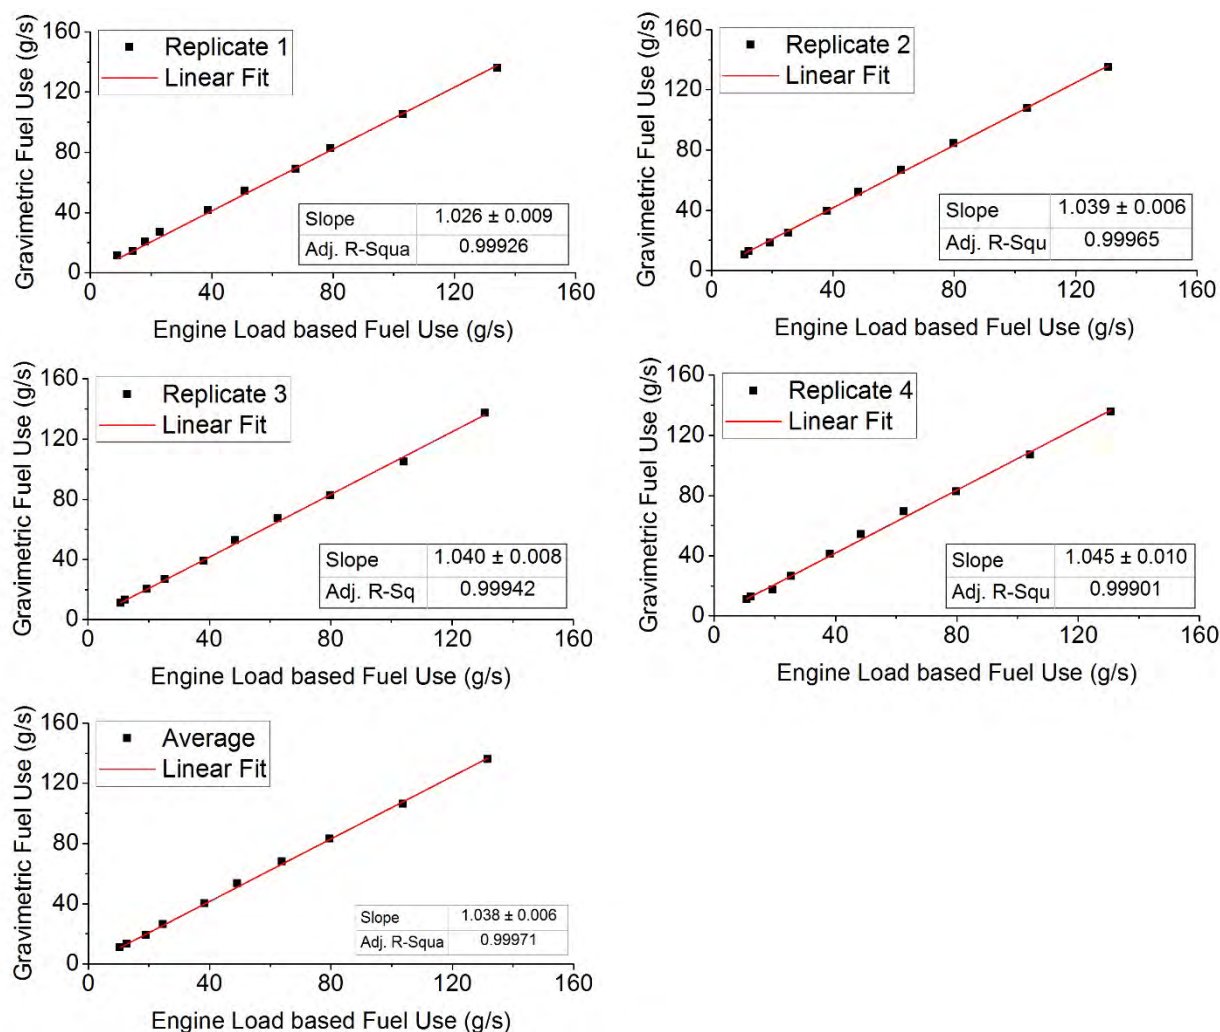 160
120
80
40
0
Gravimetric Fuel Use (g/s)
Replicate 1
Linear Fit
Slope 1.026 ± 0.009
Adj. R-Squa 0.99926
0 40 80 120 160
Engine Load based Fuel Use (g/s)
160
120
80
40
0
Gravimetric Fuel Use (g/s)
Replicate 2
Linear Fit
Slope 1.039 ± 0.006
Adj. R-Squ 0.99965
0 40 80 120 160
Engine Load based Fuel Use (g/s)
160
120
80
40
0
Gravimetric Fuel Use (g/s)
Replicate 3
Linear Fit
Slope 1.040 ± 0.008
Adj. R-Sq 0.99942
0 40 80 120 160
Engine Load based Fuel Use (g/s)
160
120
80
40
0
Gravimetric Fuel Use (g/s)
Replicate 4
Linear Fit
Slope 1.045 ± 0.010
Adj. R-Squ 0.99901
0 40 80 120 160
Engine Load based Fuel Use (g/s)
160
120
80
40
0
Gravimetric Fuel Use (g/s)
Average
Linear Fit
Slope 1.038 ± 0.006
Adj. R-Squa 0.99971
0 40 80 120 160
Engine Load based Fuel Use (g/s)